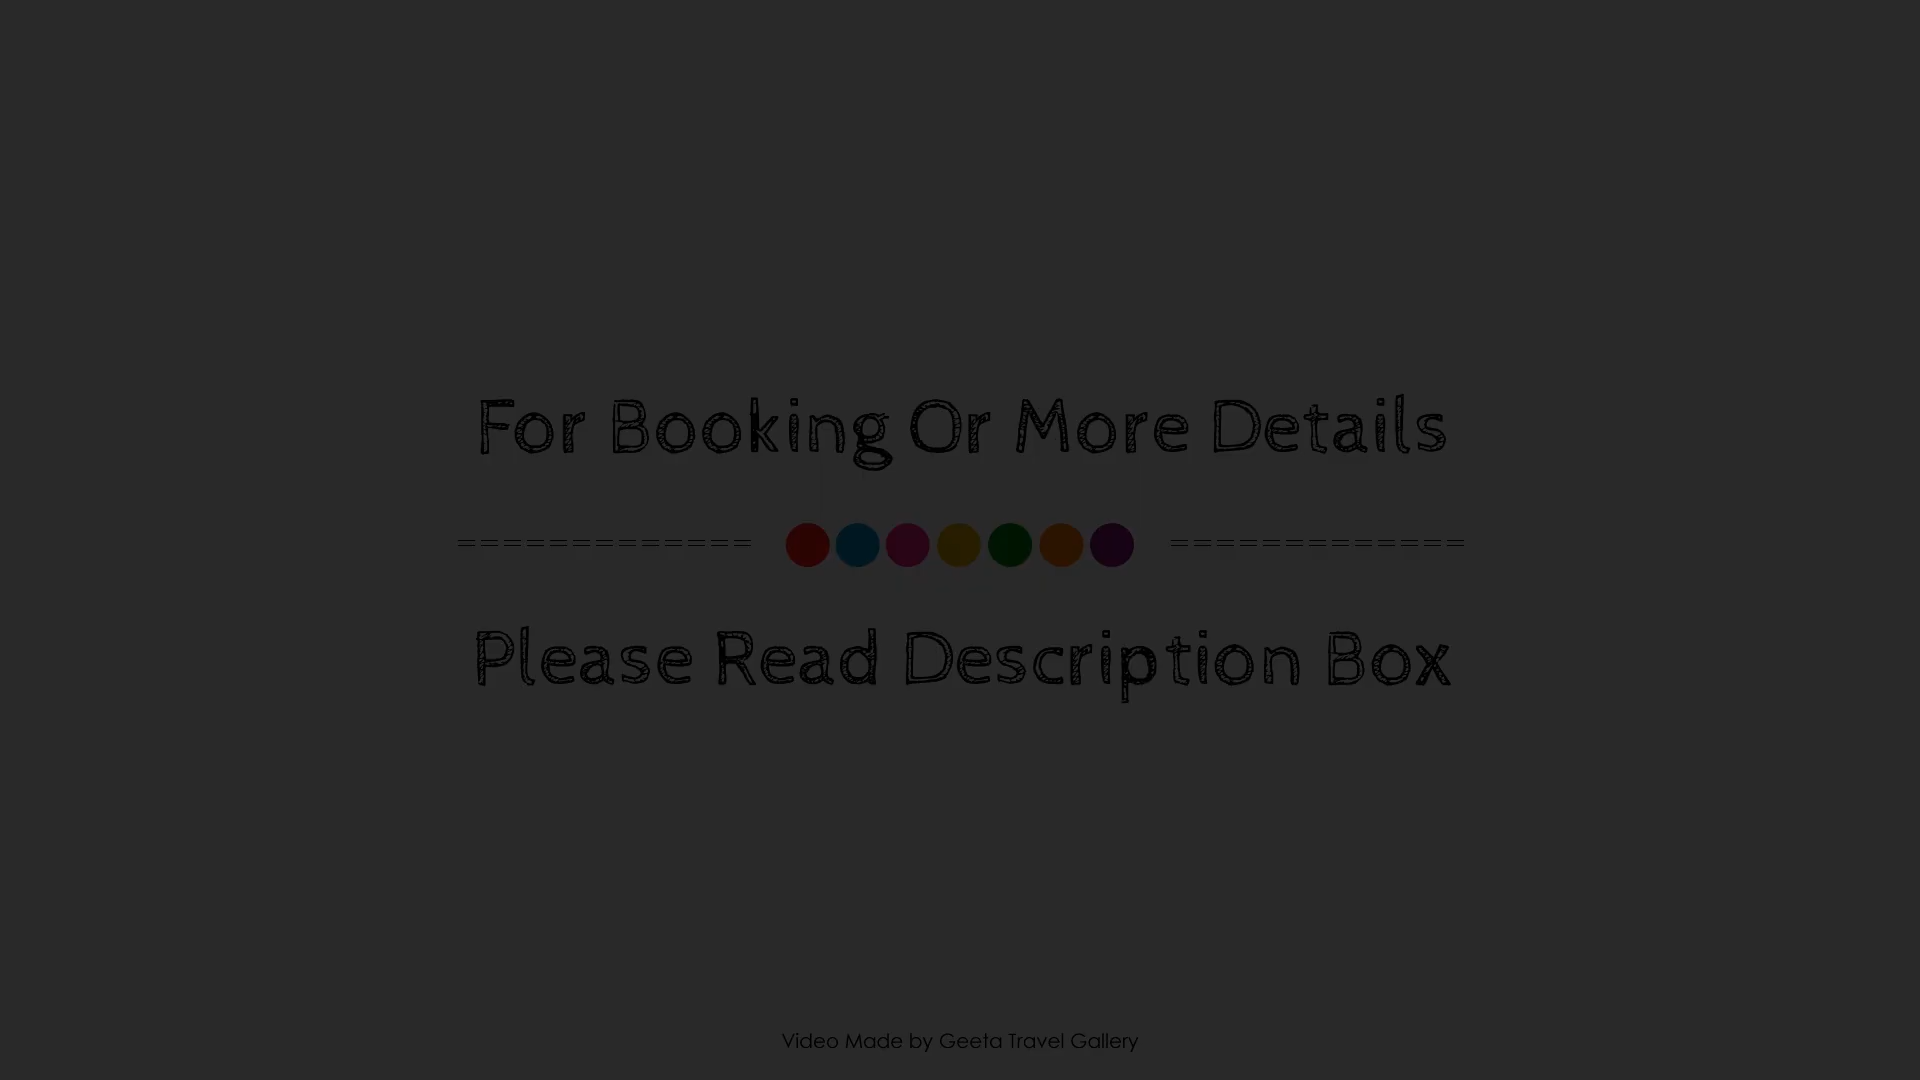 For Booking Or More Details
============= =============
Please Read Description Box
Video Made by Geeta Travel Gallery